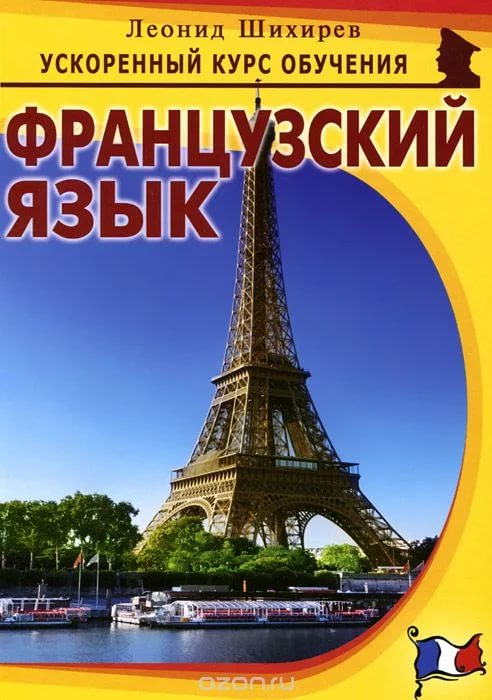 Леонид Шихирев
УСКОРЕННЫЙ КУРС ОБУЧЕНИЯ
ФРАНЦУЗСКИЙ
ЯЗЫК
ozon.ru